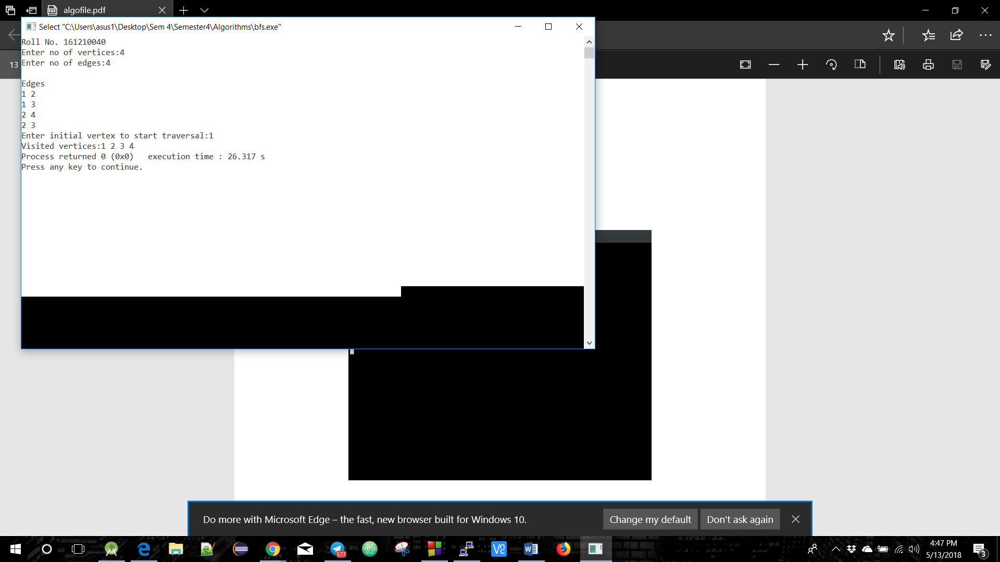 algofile.pdf
Select "C:\Users\asus1\Desktop\Sem 4\Semester4\Algorithms\bfs.exe"
13
Roll No. 161210040
Enter no of vertices:4
Enter no of edges:4
Edges
1 2
1 3
2 4
2 3
Enter initial vertex to start traversal:1
Visited vertices:1 2 3 4
Process returned 0 (0x0)   execution time : 26.317 s
Press any key to continue.
Do more with Microsoft Edge – the fast, new browser built for Windows 10.
Change my default
Don't ask again
577
4:47 PM
5/13/2018
3